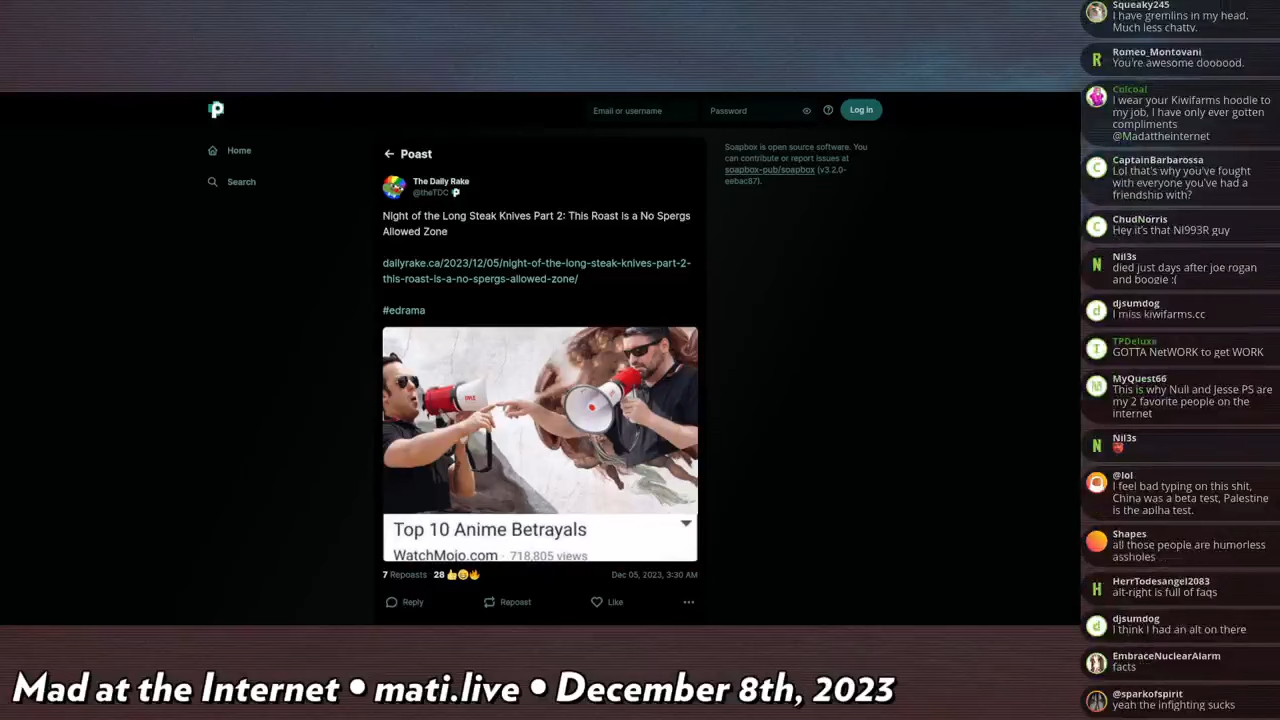 Email or username
Password
Log in
Home
Search
← Poast
The Daily Rake
@theTDC
Night of the Long Steak Knives Part 2: This Roast is a No Spergs
Allowed Zone
dailyrake.ca/2023/12/05/night-of-the-long-steak-knives-part-2-
this-roast-is-a-no-spergs-allowed-zone/
#edrama
Top 10 Anime Betrayals
WatchMojo.com · 718,805 views
7 Reposts 28
Dec 05, 2023, 3:30 AM
Reply
Repost
Like
Soapbox is open source software. You
can contribute or report issues at
soapbox-pub/soapbox (v3.2.0-
eebac87).
Squeaky245
I have gremlins in my head.
Much less chatty.
Romeo_Montovani
You're awesome doooood.
Colcoal
I wear your Kiwifarms hoodie to
my job, I have only ever gotten
compliments
@Madattheinternet
CaptainBarbarossa
Lol that's why you've fought
with everyone you've had a
friendship with?
ChudNorris
Hey it's that NI993R guy
Nil3s
died just days after joe rogan
and boogie :(
djsumdog
I miss kiwifarms.cc
TPDeluxe
GOTTA NetWORK to get WORK
MyQuest66
This is why Null and Jesse PS are
my 2 favorite people on the
internet
Nil3s
@lol
I feel bad typing on this shit,
China was a beta test, Palestine
is the aplha test.
Shapes
all those people are humorless
assholes
HerrTodesangel2083
alt-right is full of faqs
djsumdog
I think I had an alt on there
EmbraceNuclearAlarm
facts
@sparkofspirit
yeah the infighting sucks
Mad at the Internet • mati.live • December 8th, 2023